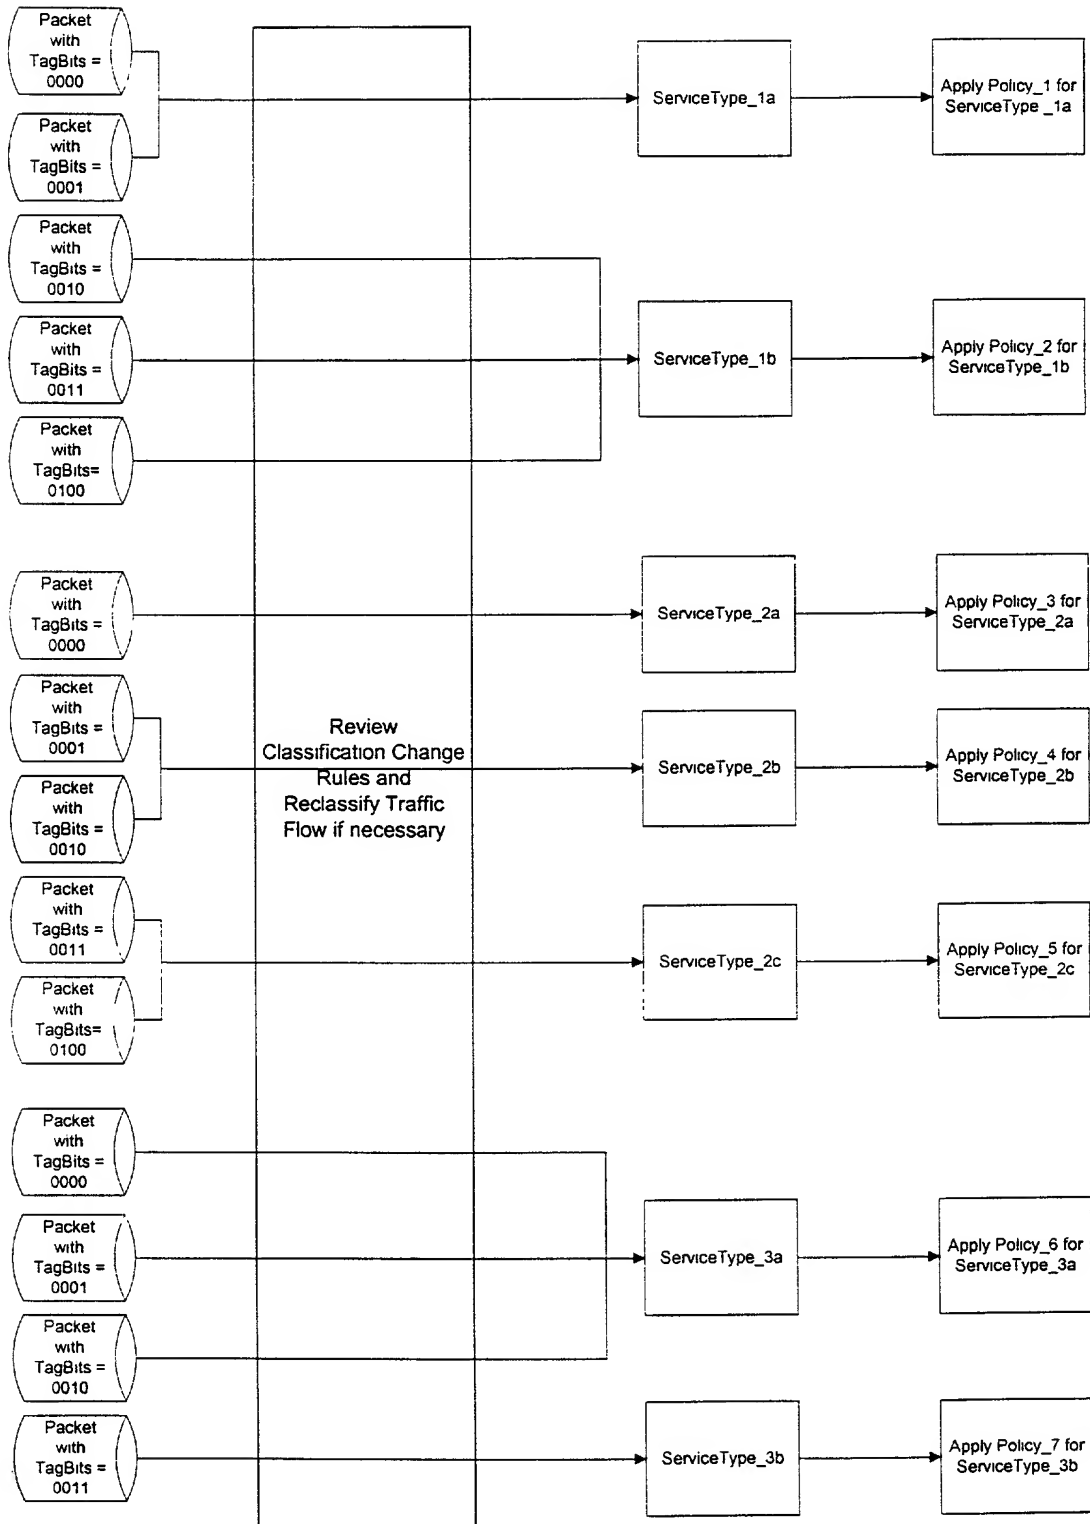 Packet
with
TagBits =
0000
Packet
with
TagBits =
0001
ServiceType_1a
Apply Policy_1 for
ServiceType _1a
Packet
with
TagBits =
0010
Packet
with
TagBits =
0011
Packet
with
TagBits=
0100
ServiceType_1b
Apply Policy_2 for
ServiceType_1b
Packet
with
TagBits =
0000
ServiceType_2a
Apply Policy_3 for
ServiceType_2a
Packet
with
TagBits =
0001
Packet
with
TagBits =
0010
Review
Classification Change
Rules and
Reclassify Traffic
Flow if necessary
ServiceType_2b
Apply Policy_4 for
ServiceType_2b
Packet
with
TagBits =
0011
Packet
with
TagBits=
0100
ServiceType_2c
Apply Policy_5 for
ServiceType_2c
Packet
with
TagBits =
0000
Packet
with
TagBits =
0001
Packet
with
TagBits =
0010
ServiceType_3a
Apply Policy_6 for
ServiceType_3a
Packet
with
TagBits =
0011
ServiceType_3b
Apply Policy_7 for
ServiceType_3b